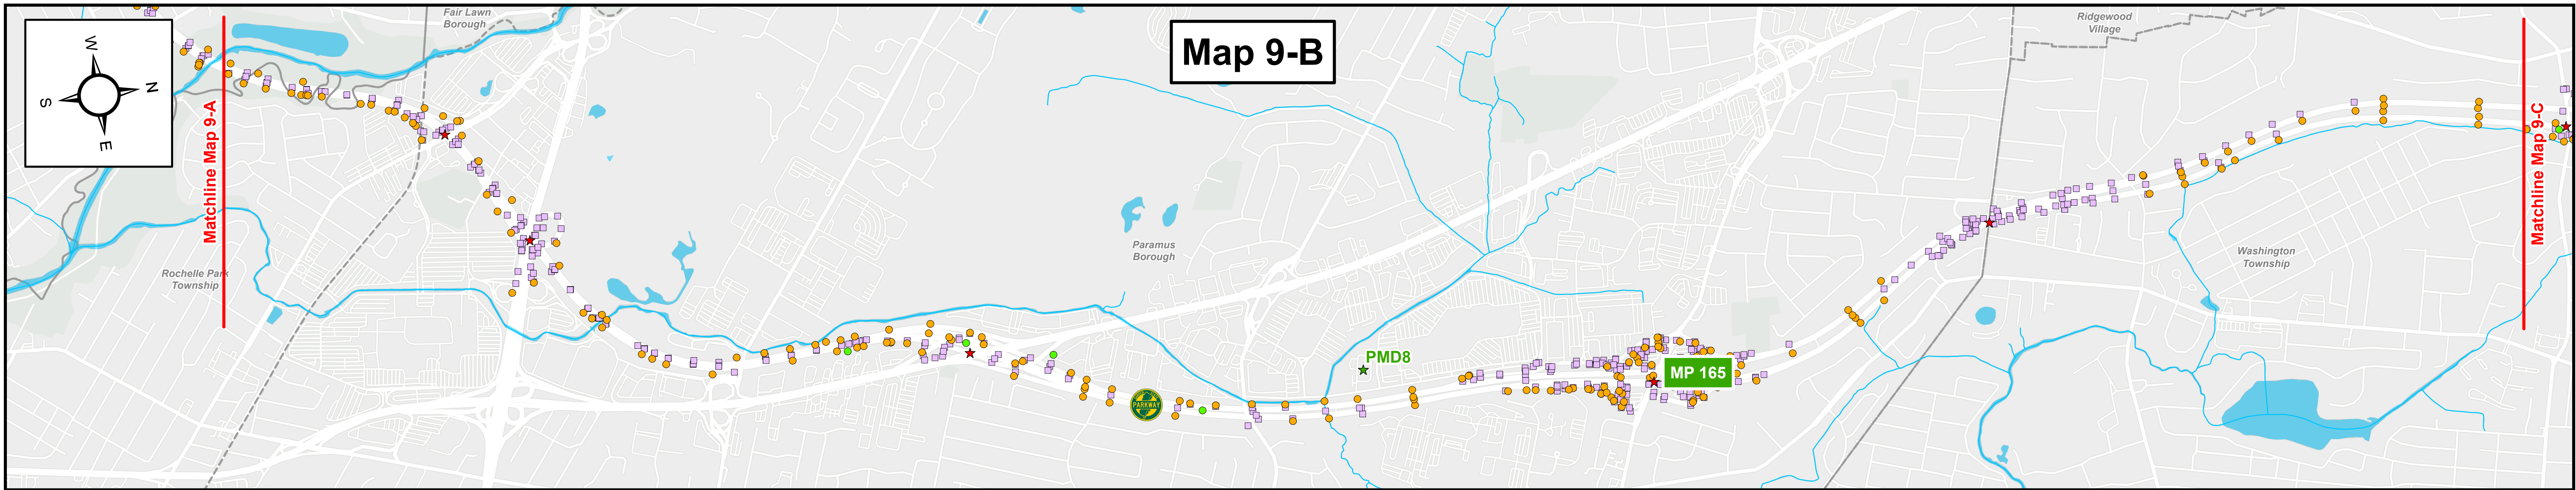 Fair Lawn
Borough
Map 9-B
Ridgewood
Village
W
N
S
E
Matchline Map 9-A
Matchline Map 9-C
Rochelle Park
Township
Paramus
Borough
Washington
Township
PMD8
MP 165
PARKWAY